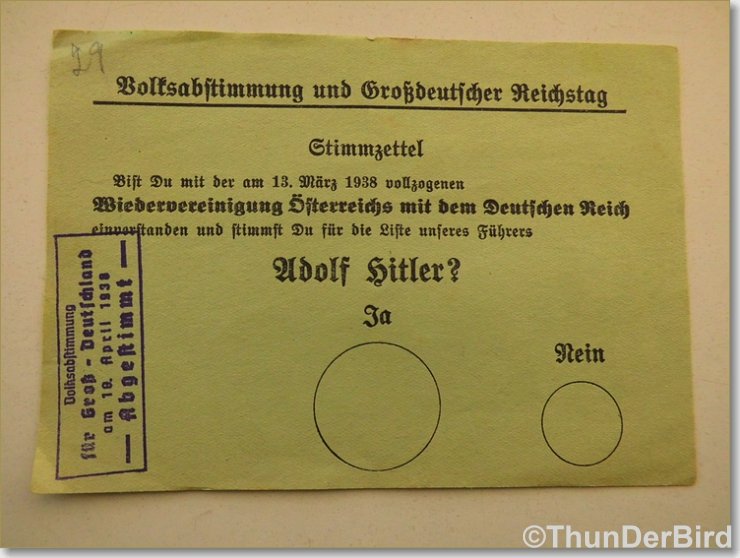 29
Volksabstimmung und Großdeutscher Reichstag
Stimmzettel
Bist Du mit der am 13. März 1938 vollzogenen
Wiedervereinigung Österreichs mit dem Deutschen Reich
einverstanden und stimmst Du für die Liste unseres Führers
Adolf Hitler?
Ja
Nein
Volksabstimmung
für Groß-Deutschland
am 10. April 1938
— Abgestimmt —
©ThunDerBird